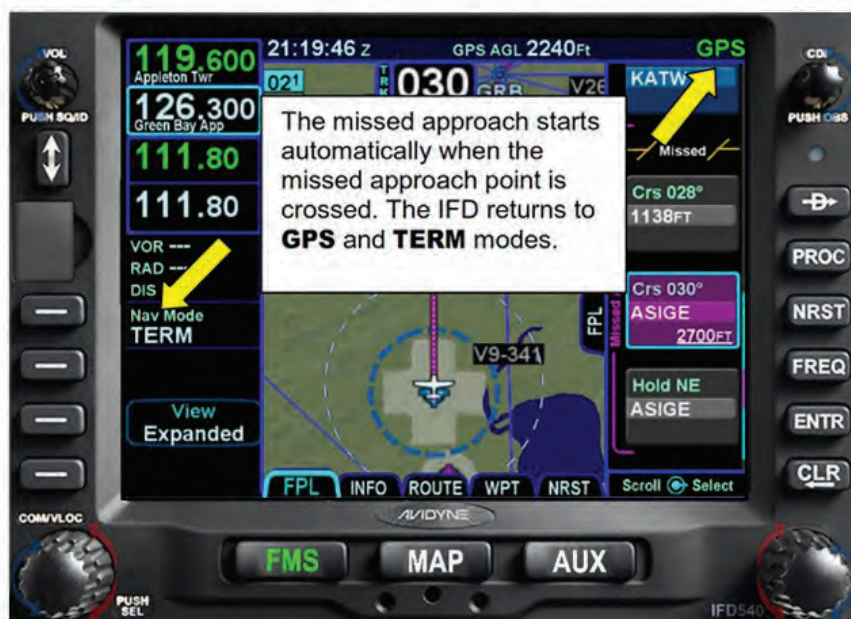 VOL
PUSH SQ/ID
119.600
Appleton Twr
126.300
Green Bay App
111.80
111.80
VOR ---
RAD ---
DIS
Nav Mode
TERM
View
Expanded
21:19:46 Z
GPS AGL 2240Ft
GPS
021
TRK
030
GRB
V26
The missed approach starts
automatically when the
missed approach point is
crossed. The IFD returns to
GPS and TERM modes.
V9-341
FPL
KATW
Missed
Crs 028°
1138FT
Missed
Crs 030°
ASIGE
2700FT
Hold NE
ASIGE
FPL INFO ROUTE WPT NRST
Scroll Select
CDI
PUSH OBS
D
PROC
NRST
FREQ
ENTR
CLR
AVIDYNE
COM/VLOC
PUSH
SEL
FMS MAP AUX
IFD540